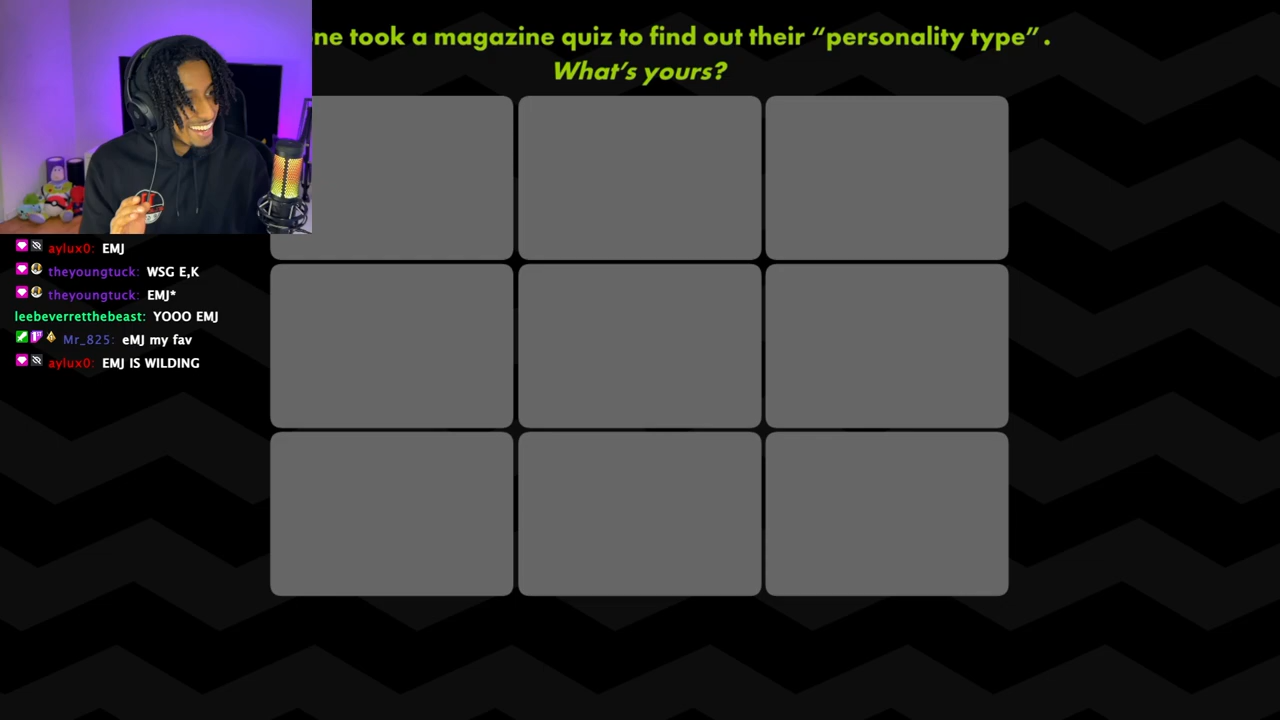 ne took a magazine quiz to find out their “personality type”.
What’s yours?
aylux0: EMJ
theyoungtuck: WSG E,K
theyoungtuck: EMJ*
leebeverretthebeast: YOOO EMJ
Mr_825: eMJ my fav
aylux0: EMJ IS WILDING